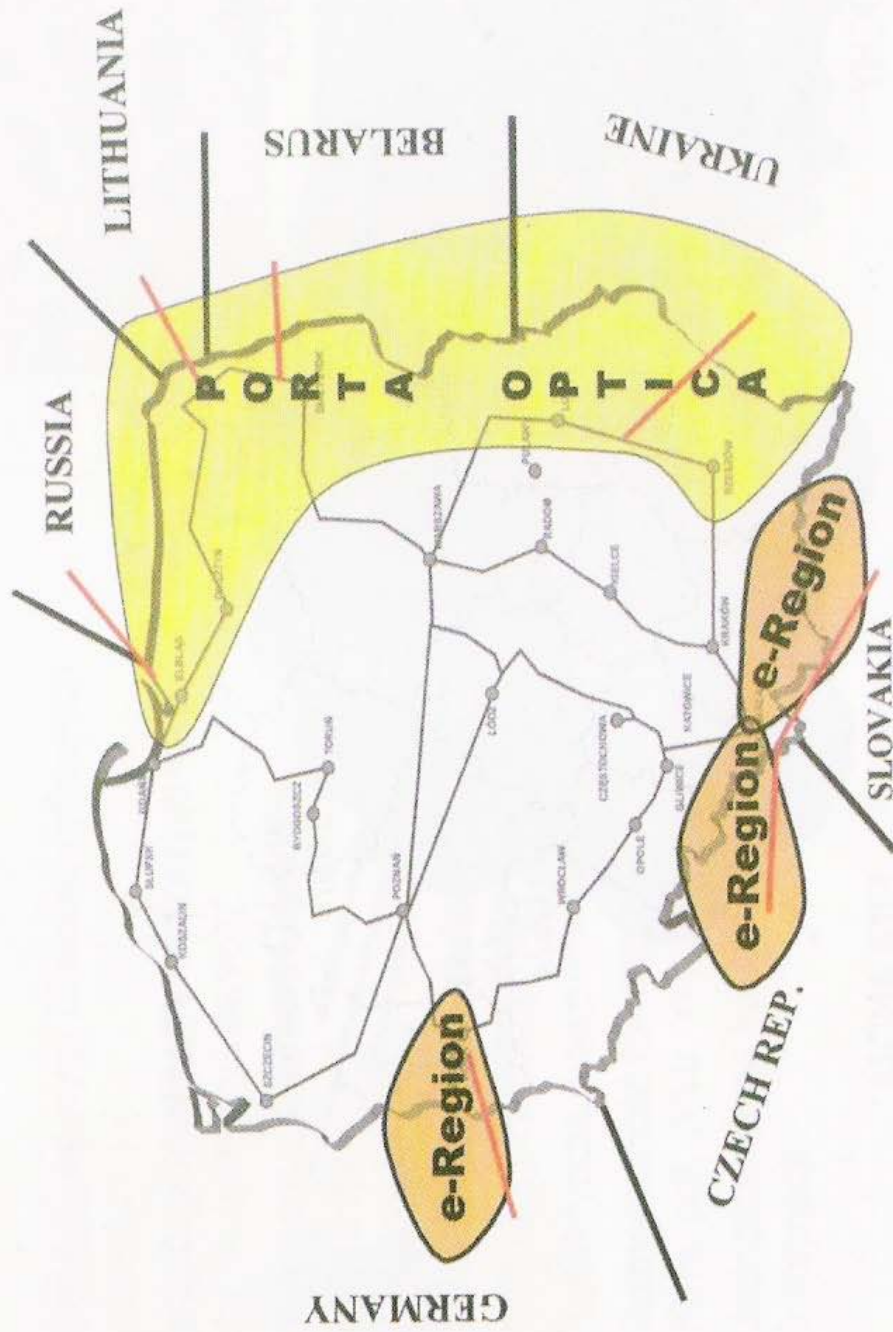 RUSSIA
LITHUANIA
BELARUS
UKRAINE
SLOVAKIA
CZECH REP.
GERMANY
PORTA OPTICA
e-Region
e-Region
e-Region
KOSZALIN
SŁUPSK
ELBLĄG
SZCZECIN
BYDGOSZCZ
TORUŃ
POZNAŃ
WARSZAWA
ŁÓDŹ
RADOM
KIELCE
PUŁAWY
WROCŁAW
CZĘSTOCHOWA
OPOLE
GLIWICE
KATOWICE
KRAKÓW
RZESZÓW